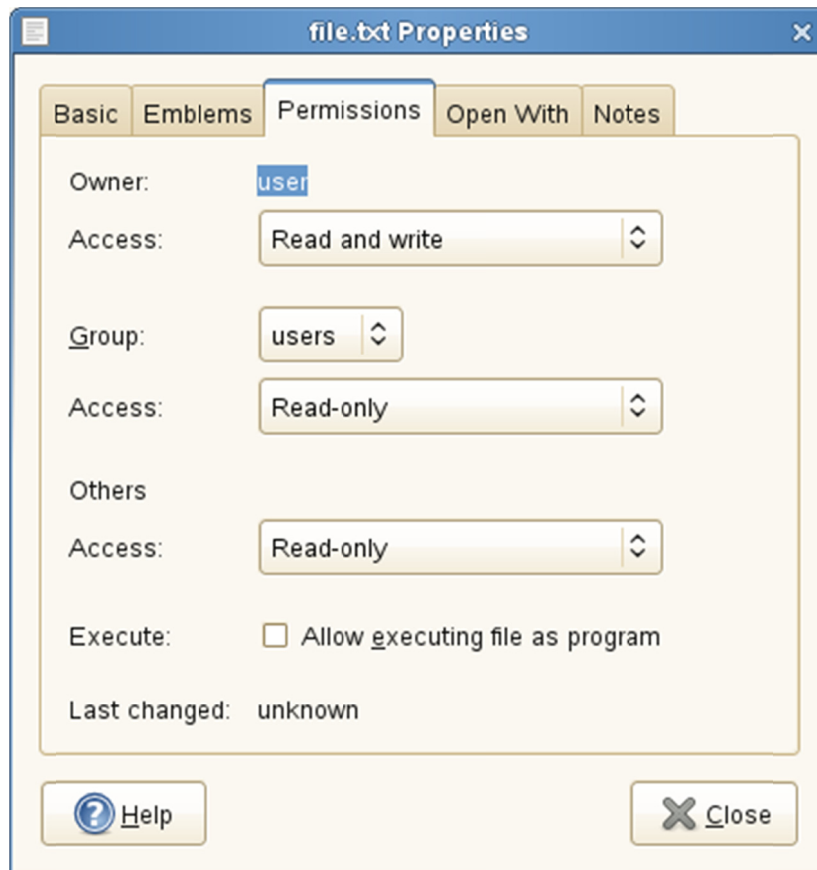 file.txt Properties
Basic Emblems Permissions Open With Notes
Owner: user
Access: Read and write
Group: users
Access: Read-only
Others
Access: Read-only
Execute: Allow executing file as program
Last changed: unknown
Help Close